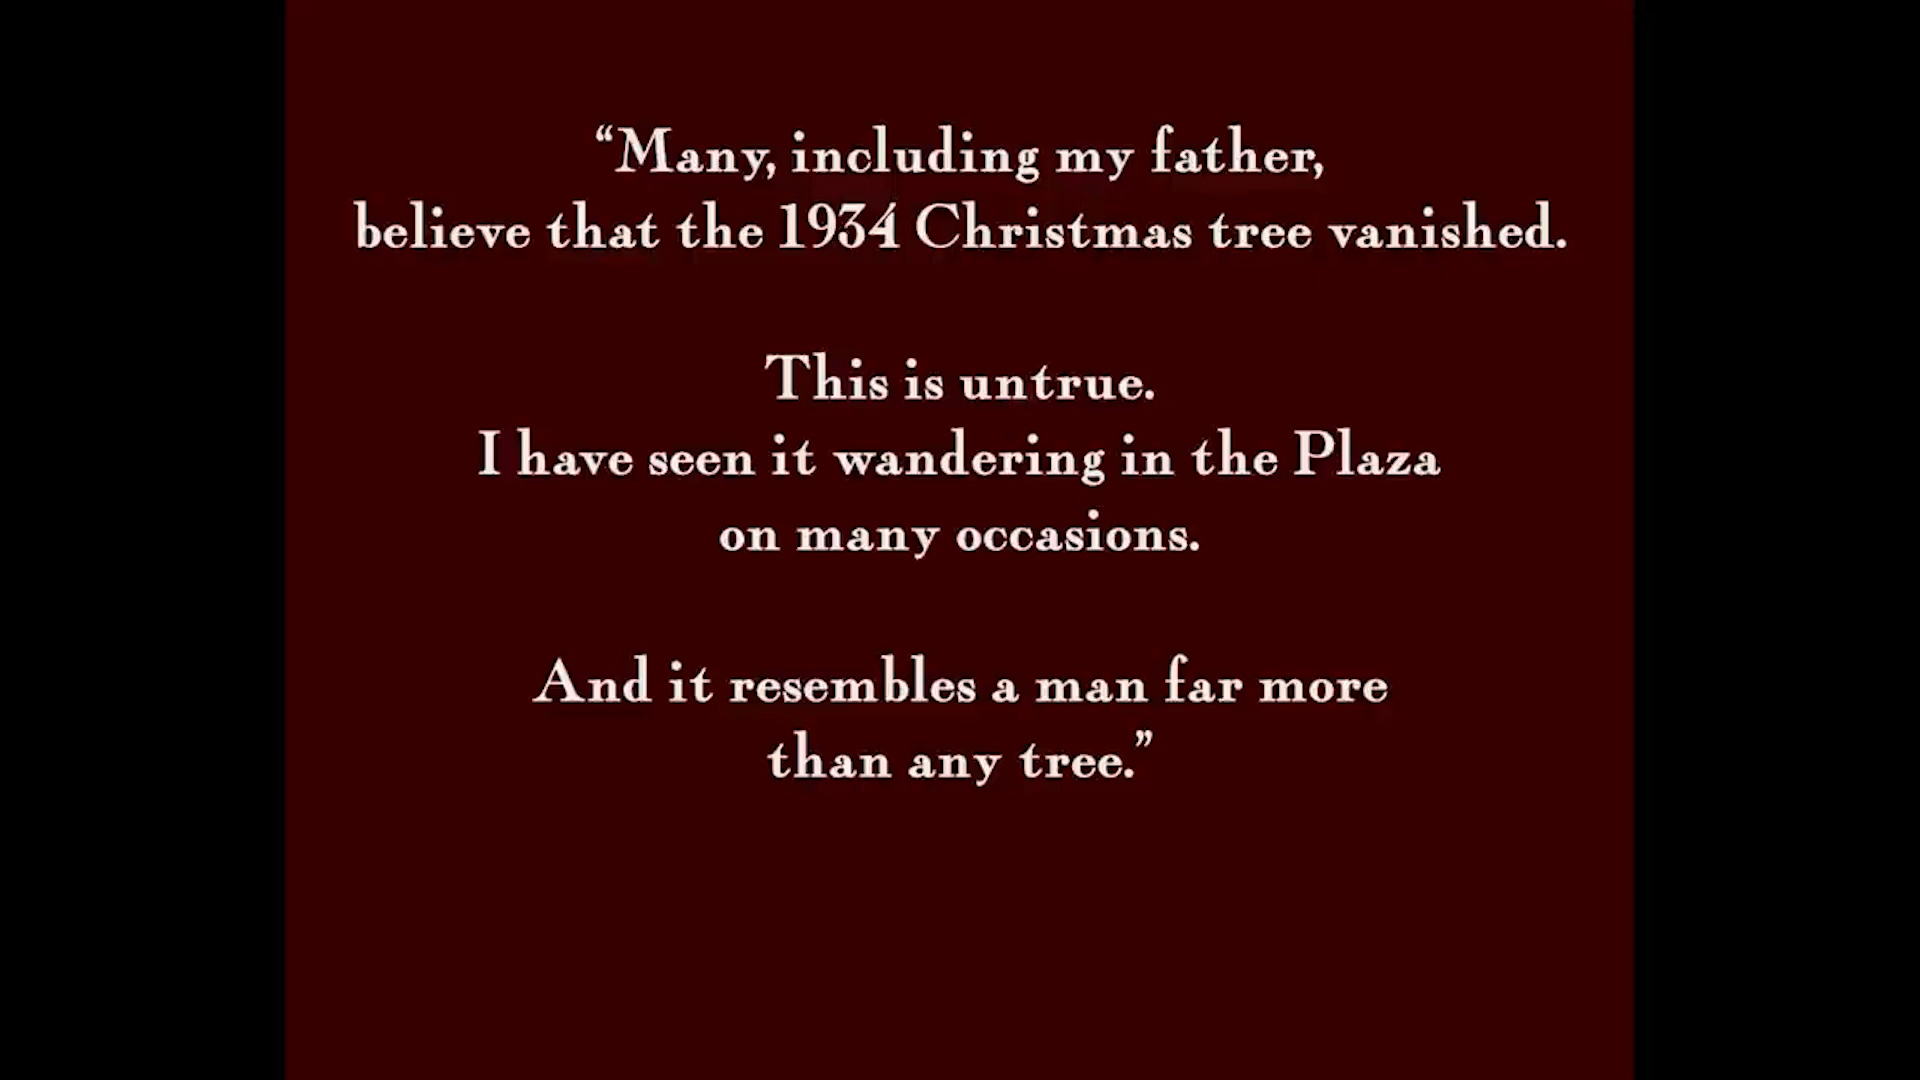 “Many, including my father,
believe that the 1934 Christmas tree vanished.
This is untrue.
I have seen it wandering in the Plaza
on many occasions.
And it resembles a man far more
than any tree.”